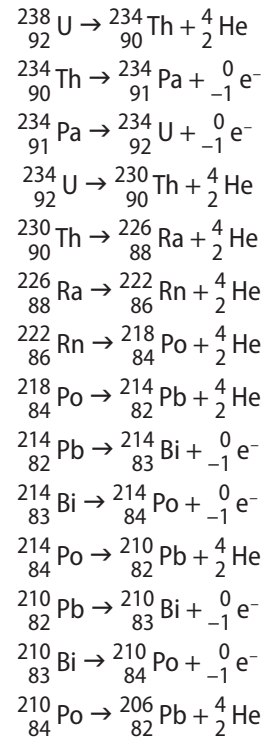 ²³⁸₉₂U → ²³⁴₉₀Th + ⁴₂He
²³⁴₉₀Th → ²³⁴₉₁Pa + ⁰₋₁e⁻
²³⁴₉₁Pa → ²³⁴₉₂U + ⁰₋₁e⁻
²³⁴₉₂U → ²³⁰₉₀Th + ⁴₂He
²³⁰₉₀Th → ²²⁶₈₈Ra + ⁴₂He
²²⁶₈₈Ra → ²²²₈₆Rn + ⁴₂He
²²²₈₆Rn → ²¹⁸₈₄Po + ⁴₂He
²¹⁸₈₄Po → ²¹⁴₈₂Pb + ⁴₂He
²¹⁴₈₂Pb → ²¹⁴₈₃Bi + ⁰₋₁e⁻
²¹⁴₈₃Bi → ²¹⁴₈₄Po + ⁰₋₁e⁻
²¹⁴₈₄Po → ²¹⁰₈₂Pb + ⁴₂He
²¹⁰₈₂Pb → ²¹⁰₈₃Bi + ⁰₋₁e⁻
²¹⁰₈₃Bi → ²¹⁰₈₄Po + ⁰₋₁e⁻
²¹⁰₈₄Po → ²⁰⁶₈₂Pb + ⁴₂He